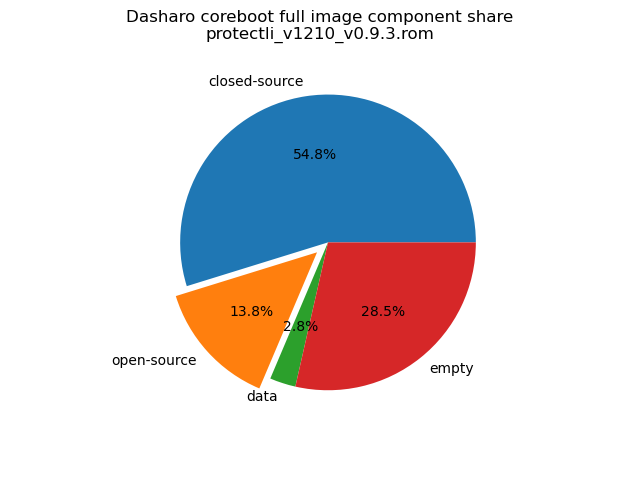 Dasharo coreboot full image component share
protectli_v1210_v0.9.3.rom
closed-source
54.8%
13.8%
2.8%
28.5%
open-source
data
empty